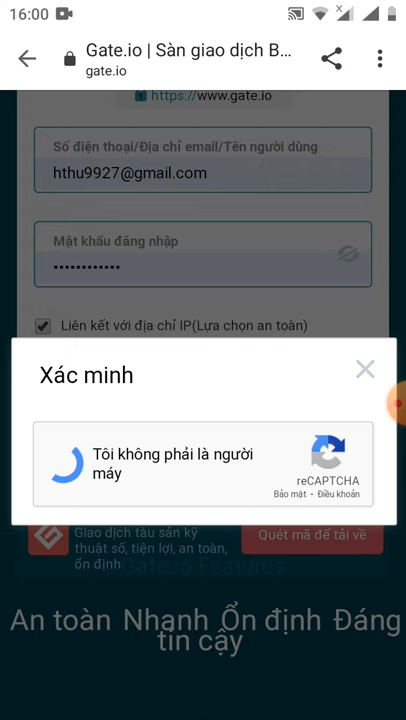 16:00
Gate.io | Sàn giao dịch B...
gate.io
https://www.gate.io
Số điện thoại/Địa chỉ email/Tên người dùng
hthu9927@gmail.com
Mật khẩu đăng nhập
••••••••••••
Liên kết với địa chỉ IP(Lựa chọn an toàn)
Xác minh
Tôi không phải là người
máy
reCAPTCHA
Bảo mật - Điều khoản
Giao dịch tài sản kỹ
thuật số, tiện lợi, an toàn,
ổn định
Quét mã để tải về
Gate.io Features
An toàn Nhanh Ổn định Đáng
tin cậy